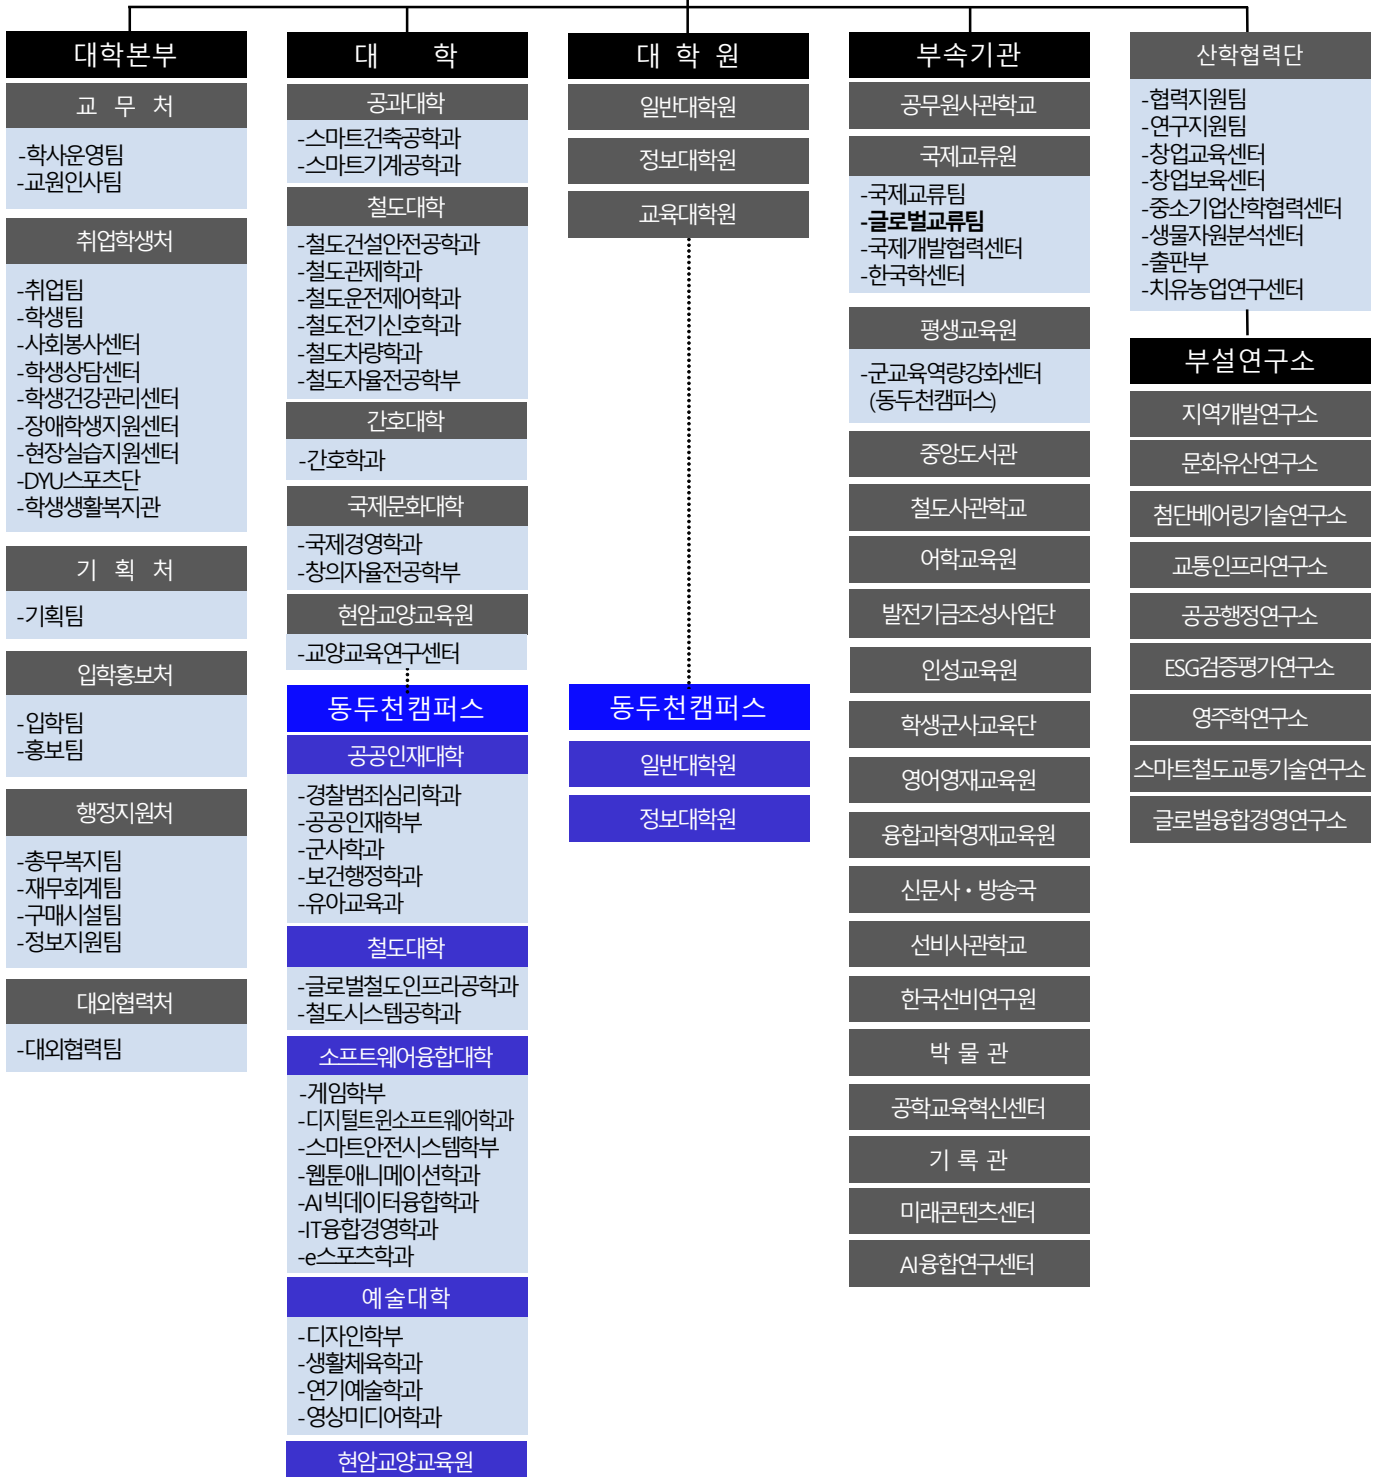 대학본부
교 무 처
-학사운영팀
-교원인사팀
취업학생처
-취업팀
-학생팀
-사회봉사센터
-학생상담센터
-학생건강관리센터
-장애학생지원센터
-현장실습지원센터
-DYU스포츠단
-학생생활복지관
기 획 처
-기획팀
입학홍보처
-입학팀
-홍보팀
행정지원처
-총무복지팀
-재무회계팀
-구매시설팀
-정보지원팀
대외협력처
-대외협력팀
대 학
공과대학
-스마트건축공학과
-스마트기계공학과
철도대학
-철도건설안전공학과
-철도관제학과
-철도운전제어학과
-철도전기신호학과
-철도차량학과
-철도자율전공학부
간호대학
-간호학과
국제문화대학
-국제경영학과
-창의자율전공학부
현암교양교육원
-교양교육연구센터
동두천캠퍼스
공공인재대학
-경찰범죄심리학과
-공공인재학부
-군사학과
-보건행정학과
-유아교육과
철도대학
-글로벌철도인프라공학과
-철도시스템공학과
소프트웨어융합대학
-게임학부
-디지털트윈소프트웨어학과
-스마트안전시스템학부
-웹툰애니메이션학과
-AI빅데이터융합학과
-IT융합경영학과
-e스포츠학과
예술대학
-디자인학부
-생활체육학과
-연기예술학과
-영상미디어학과
현암교양교육원
대 학 원
일반대학원
정보대학원
교육대학원
동두천캠퍼스
일반대학원
정보대학원
부속기관
공무원사관학교
국제교류원
-국제교류팀
-글로벌교류팀
-국제개발협력센터
-한국학센터
평생교육원
-군교육역량강화센터
(동두천캠퍼스)
중앙도서관
철도사관학교
어학교육원
발전기금조성사업단
인성교육원
학생군사교육단
영어영재교육원
융합과학영재교육원
신문사・방송국
선비사관학교
한국선비연구원
박 물 관
공학교육혁신센터
기 록 관
미래콘텐츠센터
AI융합연구센터
산학협력단
-협력지원팀
-연구지원팀
-창업교육센터
-창업보육센터
-중소기업산학협력센터
-생물자원분석센터
-출판부
-치유농업연구센터
부설연구소
지역개발연구소
문화유산연구소
첨단베어링기술연구소
교통인프라연구소
공공행정연구소
ESG검증평가연구소
영주학연구소
스마트철도교통기술연구소
글로벌융합경영연구소